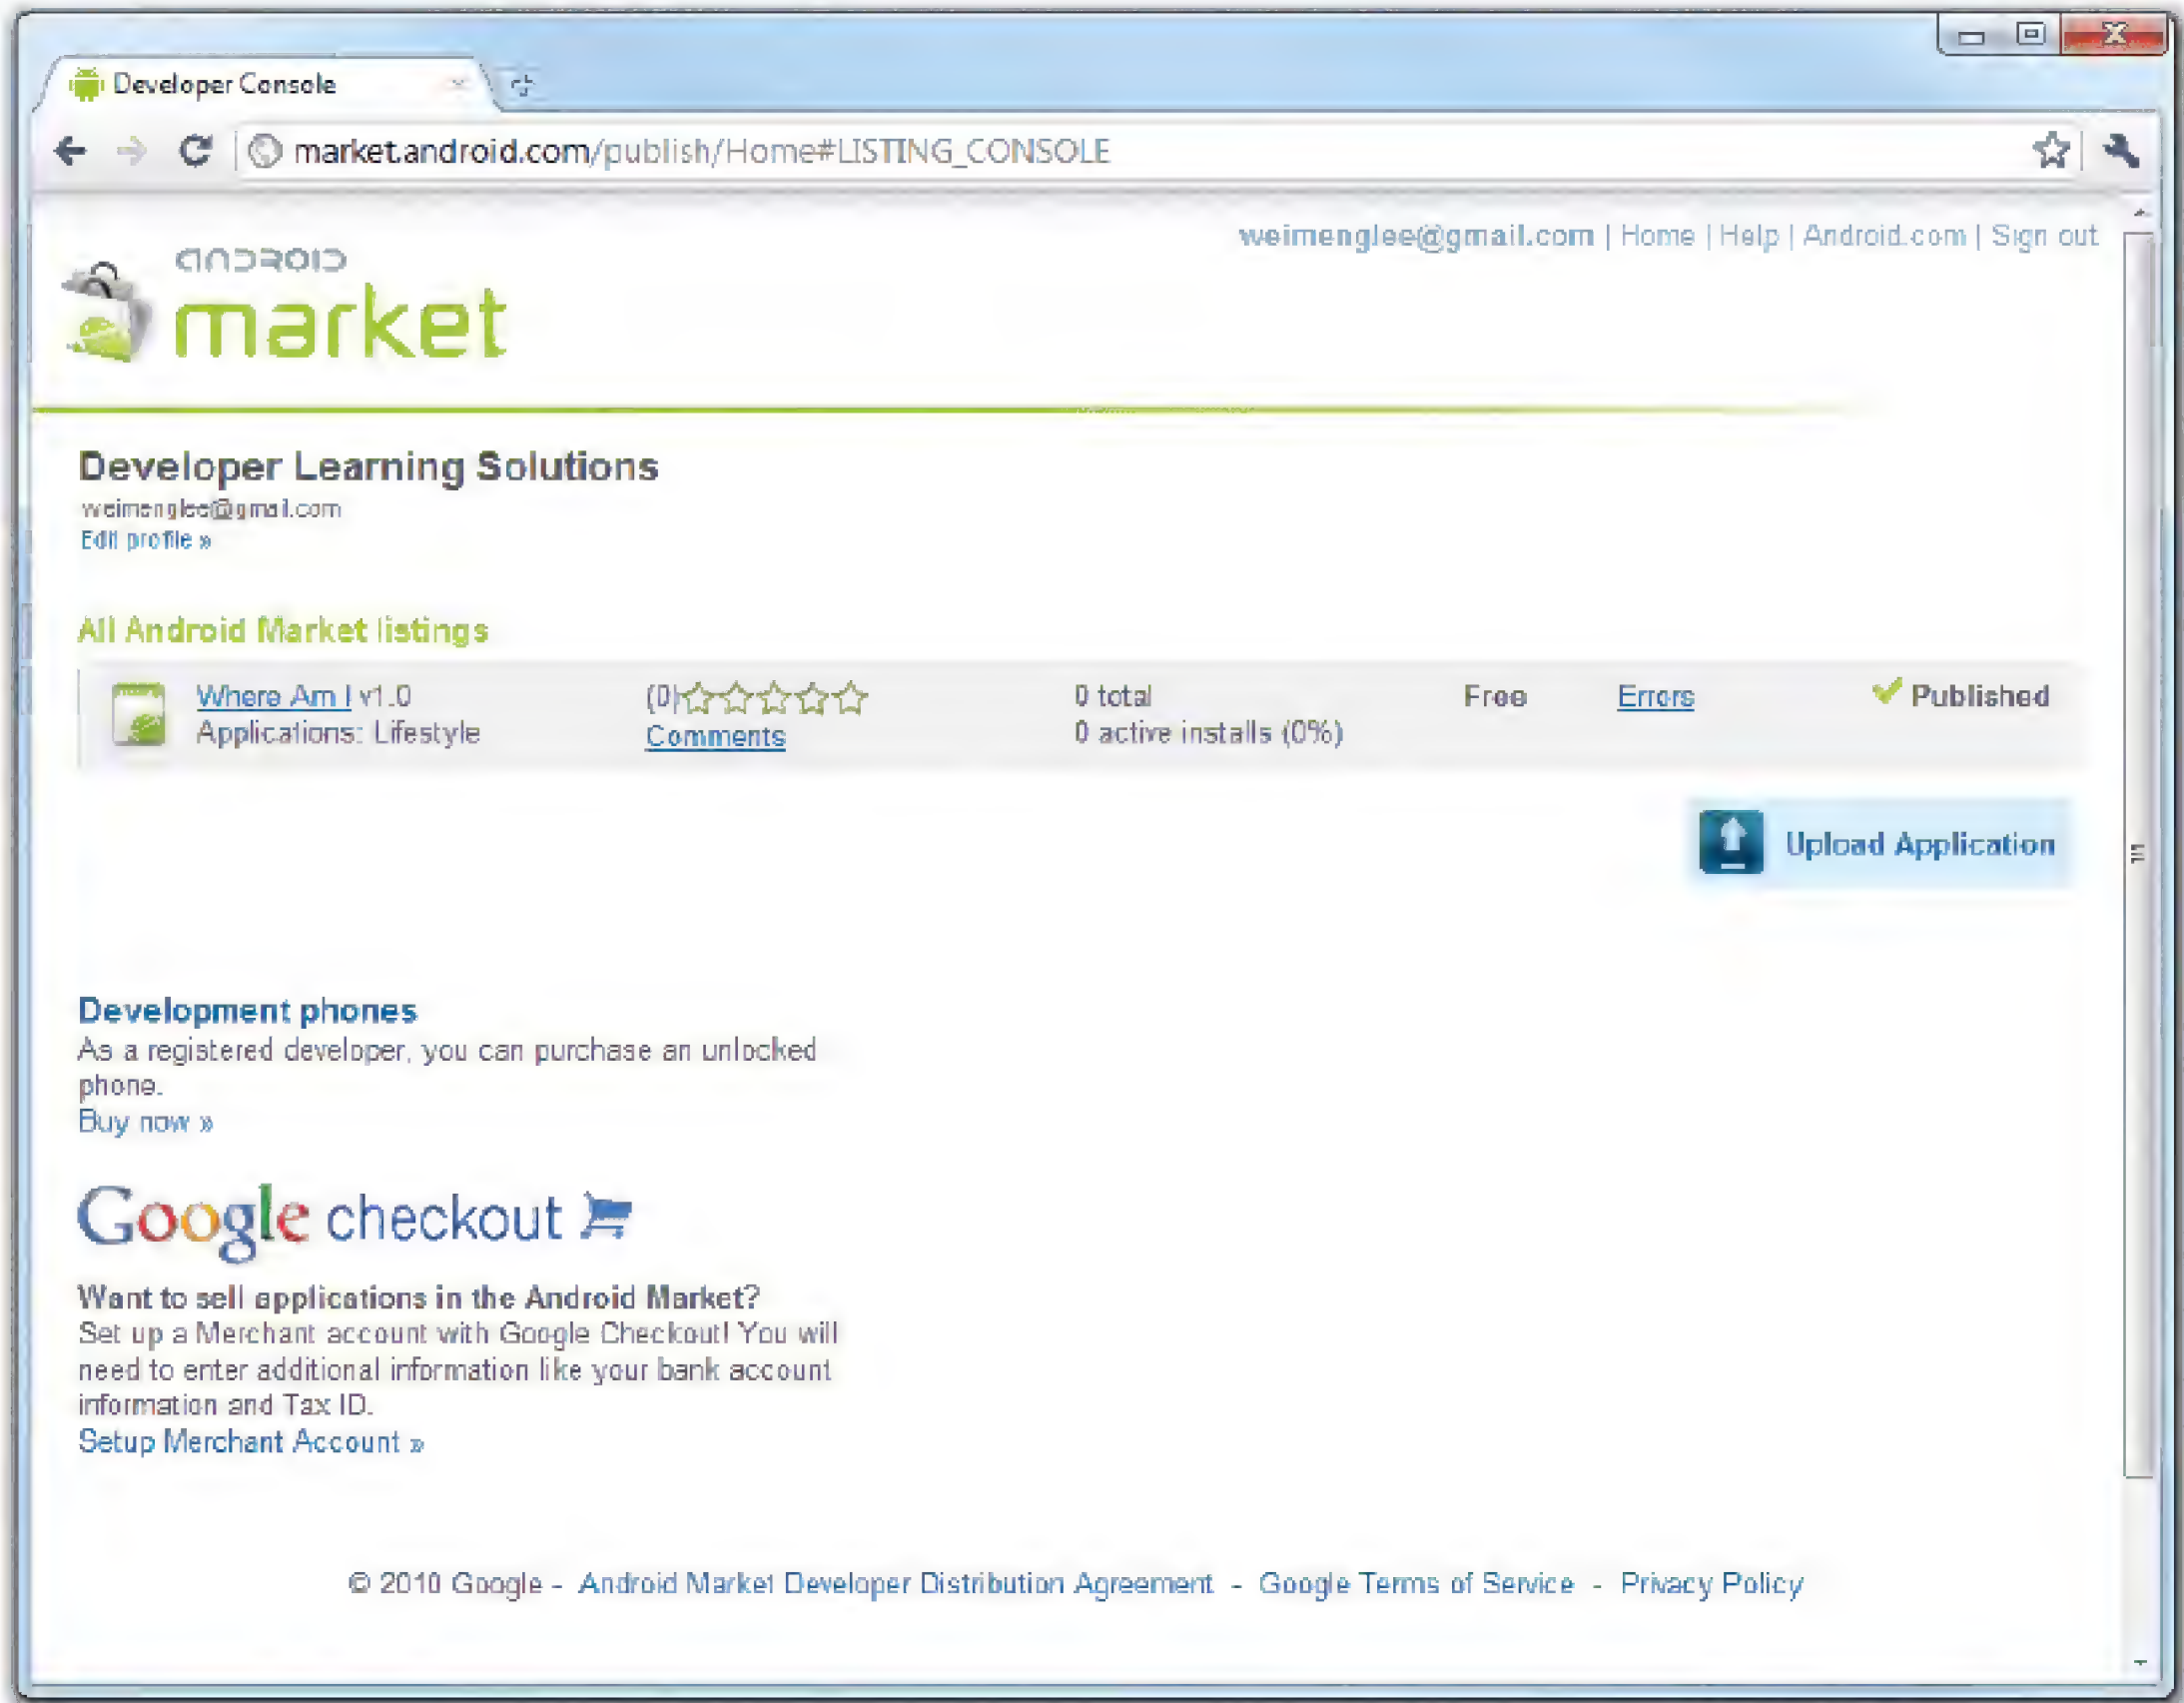 Developer Console
market.android.com/publish/Home#LISTING_CONSOLE
weimenglee@gmail.com | Home | Help | Android.com | Sign out
android
market
Developer Learning Solutions
weimenglee@gmail.com
Edit profile »
All Android Market listings
Where Am I v1.0 (0) 0 total Free Errors Published
Applications: Lifestyle Comments 0 active installs (0%)
Upload Application
Development phones
As a registered developer, you can purchase an unlocked
phone.
Buy now »
Google checkout
Want to sell applications in the Android Market?
Set up a Merchant account with Google Checkout! You will
need to enter additional information like your bank account
information and Tax ID.
Setup Merchant Account »
© 2010 Google - Android Market Developer Distribution Agreement - Google Terms of Service - Privacy Policy